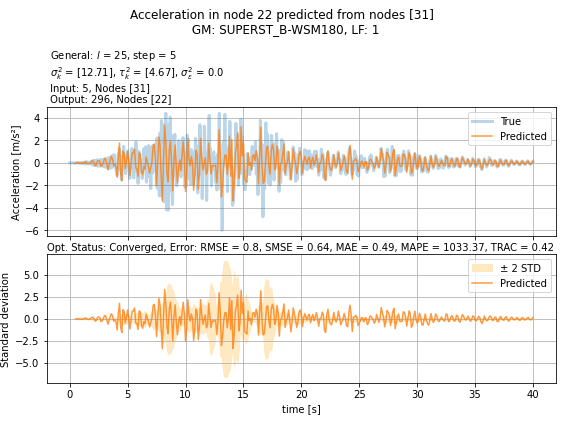 Acceleration in node 22 predicted from nodes [31]
GM: SUPERST_B-WSM180, LF: 1
General: l = 25, step = 5
σ²ₖ = [12.71], τ²ₖ = [4.67], σ²ε = 0.0
Input: 5, Nodes [31]
Output: 296, Nodes [22]
Acceleration [m/s²]
4
2
0
−2
−4
−6
True
Predicted
Opt. Status: Converged, Error: RMSE = 0.8, SMSE = 0.64, MAE = 0.49, MAPE = 1033.37, TRAC = 0.42
Standard deviation
5.0
2.5
0.0
−2.5
−5.0
± 2 STD
Predicted
0 5 10 15 20 25 30 35 40
time [s]